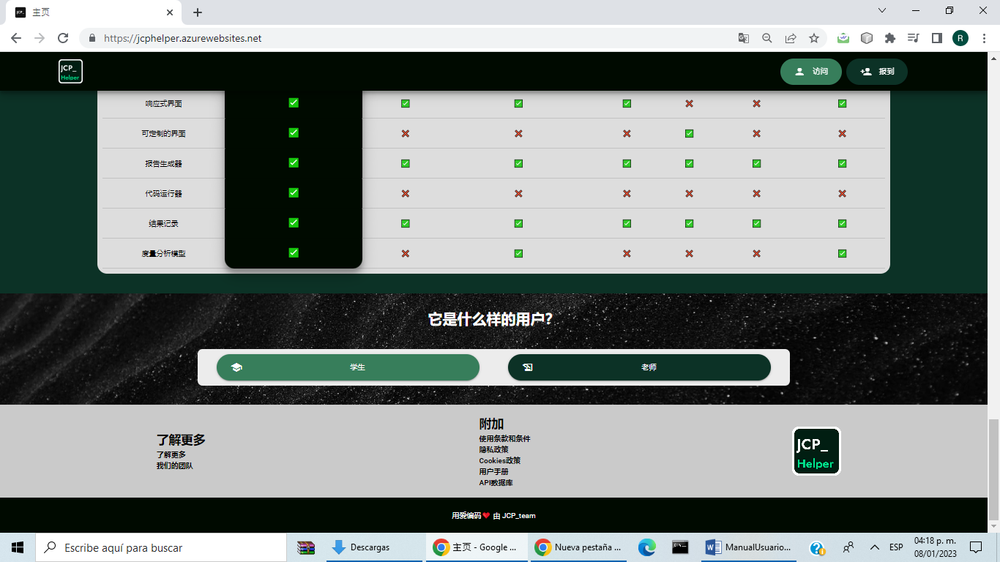 主页
https://jcphelper.azurewebsites.net
R
JCP_
Helper
访问
报到
响应式界面
可定制的界面
报告生成器
代码运行器
结果记录
度量分析模型
它是什么样的用户?
学生
老师
了解更多
了解更多
我们的团队
附加
使用条款和条件
隐私政策
Cookies政策
用户手册
API数据库
JCP_
Helper
用爱编码❤ 由 JCP_team
Escribe aquí para buscar
Descargas
主页 - Google ...
Nueva pestaña ...
ManualUsuario...
ESP
04:18 p. m.
08/01/2023